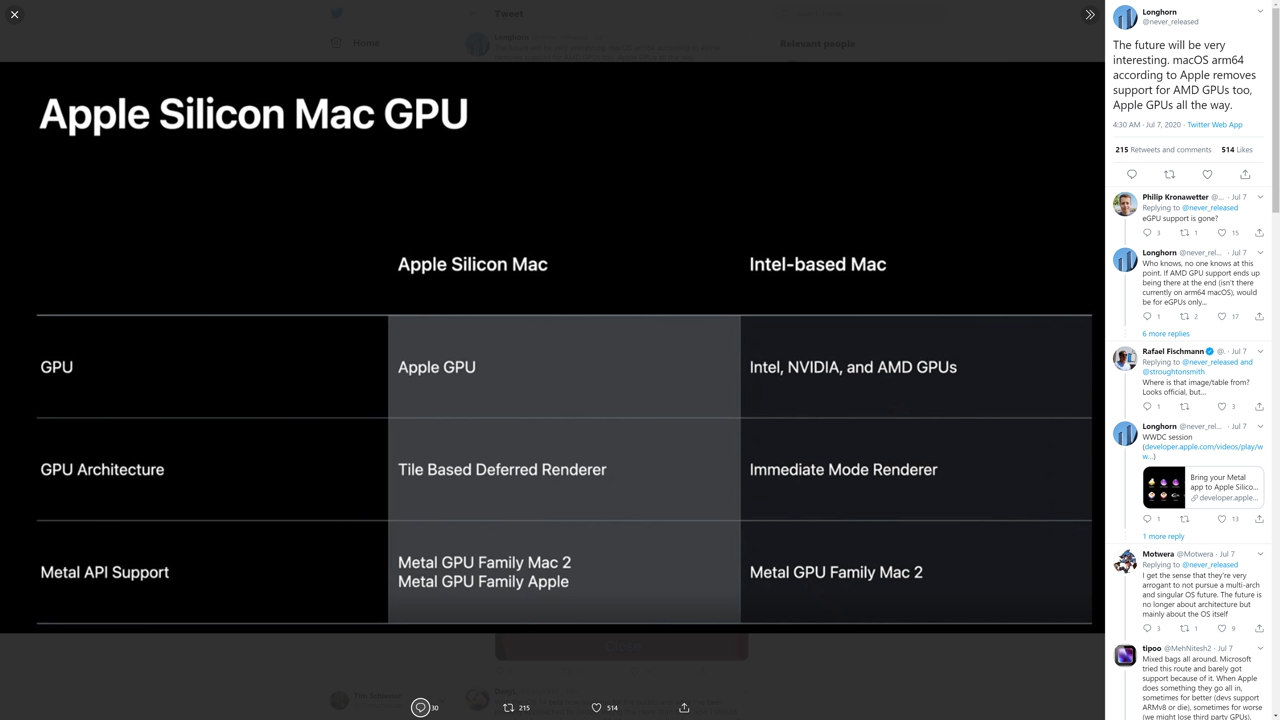 Tweet
Home
Relevant people
Apple Silicon Mac GPU
Apple Silicon Mac
Intel-based Mac
GPU
Apple GPU
Intel, NVIDIA, and AMD GPUs
GPU Architecture
Tile Based Deferred Renderer
Immediate Mode Renderer
Metal API Support
Metal GPU Family Mac 2
Metal GPU Family Apple
Metal GPU Family Mac 2
30
215
514
Longhorn
@never_released
The future will be very
interesting. macOS arm64
according to Apple removes
support for AMD GPUs too,
Apple GPUs all the way.
4:30 AM · Jul 7, 2020 · Twitter Web App
215 Retweets and comments 514 Likes
Philip Kronawetter @... · Jul 7
Replying to @never_released
eGPU support is gone?
3 1 15
Longhorn @never_rel... · Jul 7
Who knows, no one knows at this
point. If AMD GPU support ends up
being there at the end (isn't there
currently on arm64 macOS), would
be for eGPUs only...
1 2 17
6 more replies
Rafael Fischmann @. · Jul 7
Replying to @never_released and
@stroughtonsmith
Where is that image/table from?
Looks official, but...
1 3
Longhorn @never_rel... · Jul 7
WWDC session
(developer.apple.com/videos/play/w
w...)
Bring your Metal
app to Apple Silico...
developer.apple...
1 13
1 more reply
Motwera @Motwera · Jul 7
Replying to @never_released
I get the sense that they're very
arrogant to not pursue a multi-arch
and singular OS future. The future is
no longer about architecture but
mainly about the OS itself
3 1 9
tipoo @MehNitesh2 · Jul 7
Mixed bags all around. Microsoft
tried this route and barely got
support because of it. When Apple
does something they go all in,
sometimes for better (devs support
ARMv8 or die), sometimes for worse
(we might lose third party GPUs).